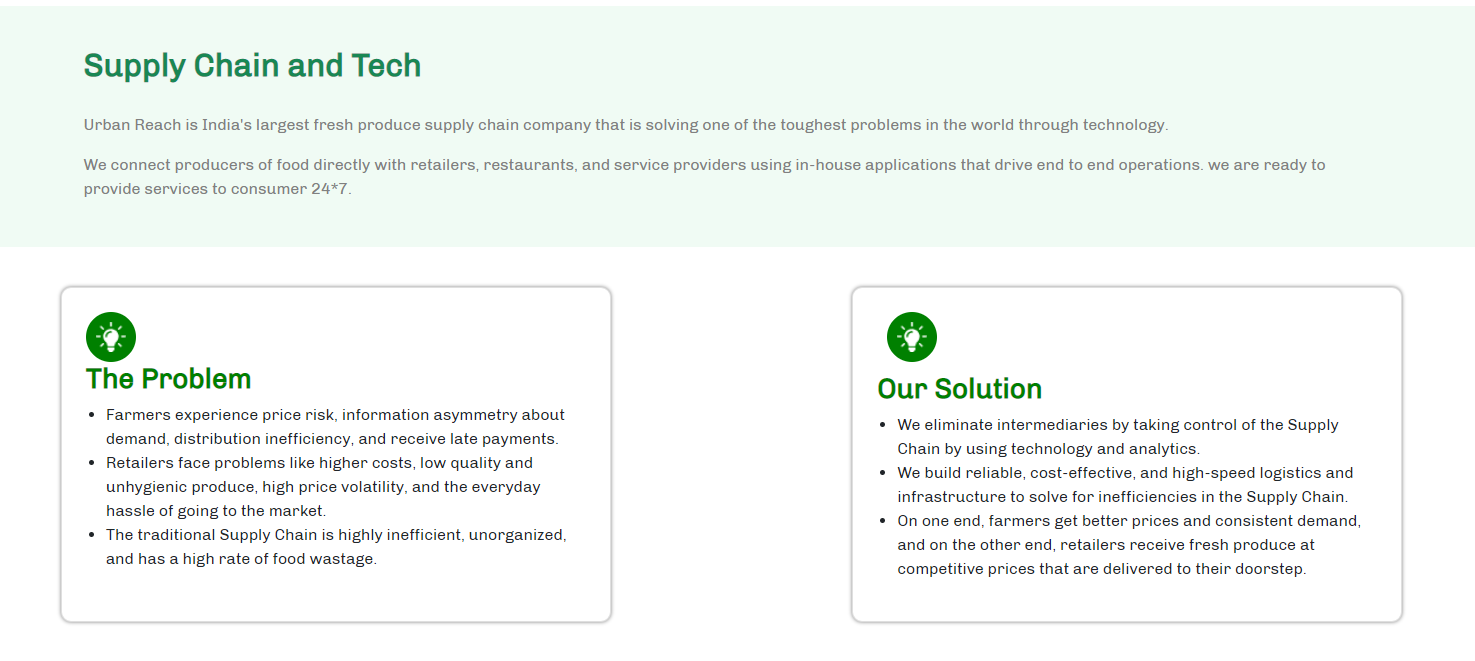 Supply Chain and Tech
Urban Reach is India's largest fresh produce supply chain company that is solving one of the toughest problems in the world through technology.
We connect producers of food directly with retailers, restaurants, and service providers using in-house applications that drive end to end operations. we are ready to
provide services to consumer 24*7.
The Problem
• Farmers experience price risk, information asymmetry about
demand, distribution inefficiency, and receive late payments.
• Retailers face problems like higher costs, low quality and
unhygienic produce, high price volatility, and the everyday
hassle of going to the market.
• The traditional Supply Chain is highly inefficient, unorganized,
and has a high rate of food wastage.
Our Solution
• We eliminate intermediaries by taking control of the Supply
Chain by using technology and analytics.
• We build reliable, cost-effective, and high-speed logistics and
infrastructure to solve for inefficiencies in the Supply Chain.
• On one end, farmers get better prices and consistent demand,
and on the other end, retailers receive fresh produce at
competitive prices that are delivered to their doorstep.